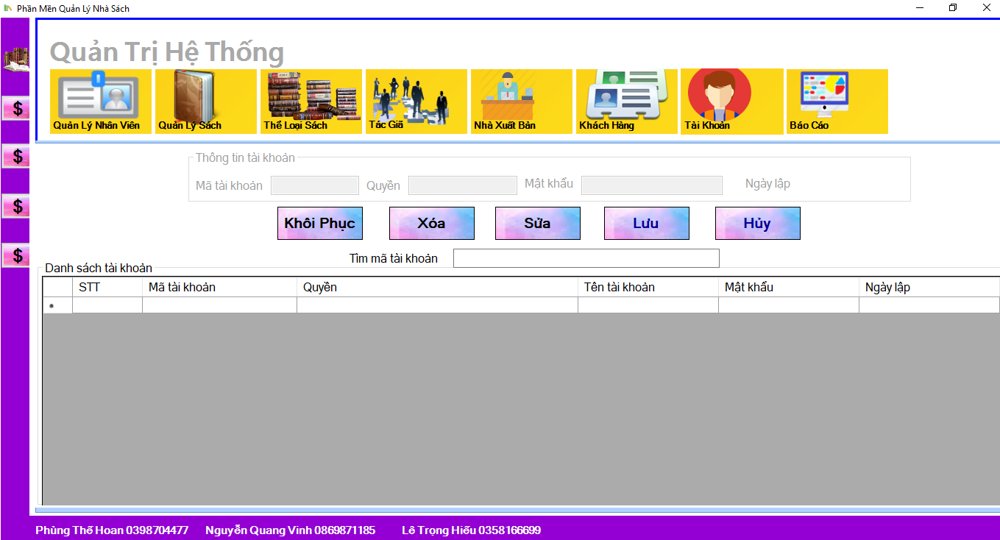 Phần Mền Quản Lý Nhà Sách
Quản Trị Hệ Thống
Quản Lý Nhân Viên
Quản Lý Sách
Thể Loại Sách
Tác Giã
Nhà Xuất Bản
Khách Hàng
Tài Khoản
Báo Cáo
$
$
$
$
Thông tin tài khoản
Mã tài khoản Quyền Mật khẩu Ngày lập
Khôi Phục Xóa Sửa Lưu Hủy
Tìm mã tài khoản
Danh sách tài khoản
STT Mã tài khoản Quyền Tên tài khoản Mật khẩu Ngày lập
*
Phùng Thế Hoan 0398704477 Nguyễn Quang Vinh 0869871185 Lê Trọng Hiếu 0358166699